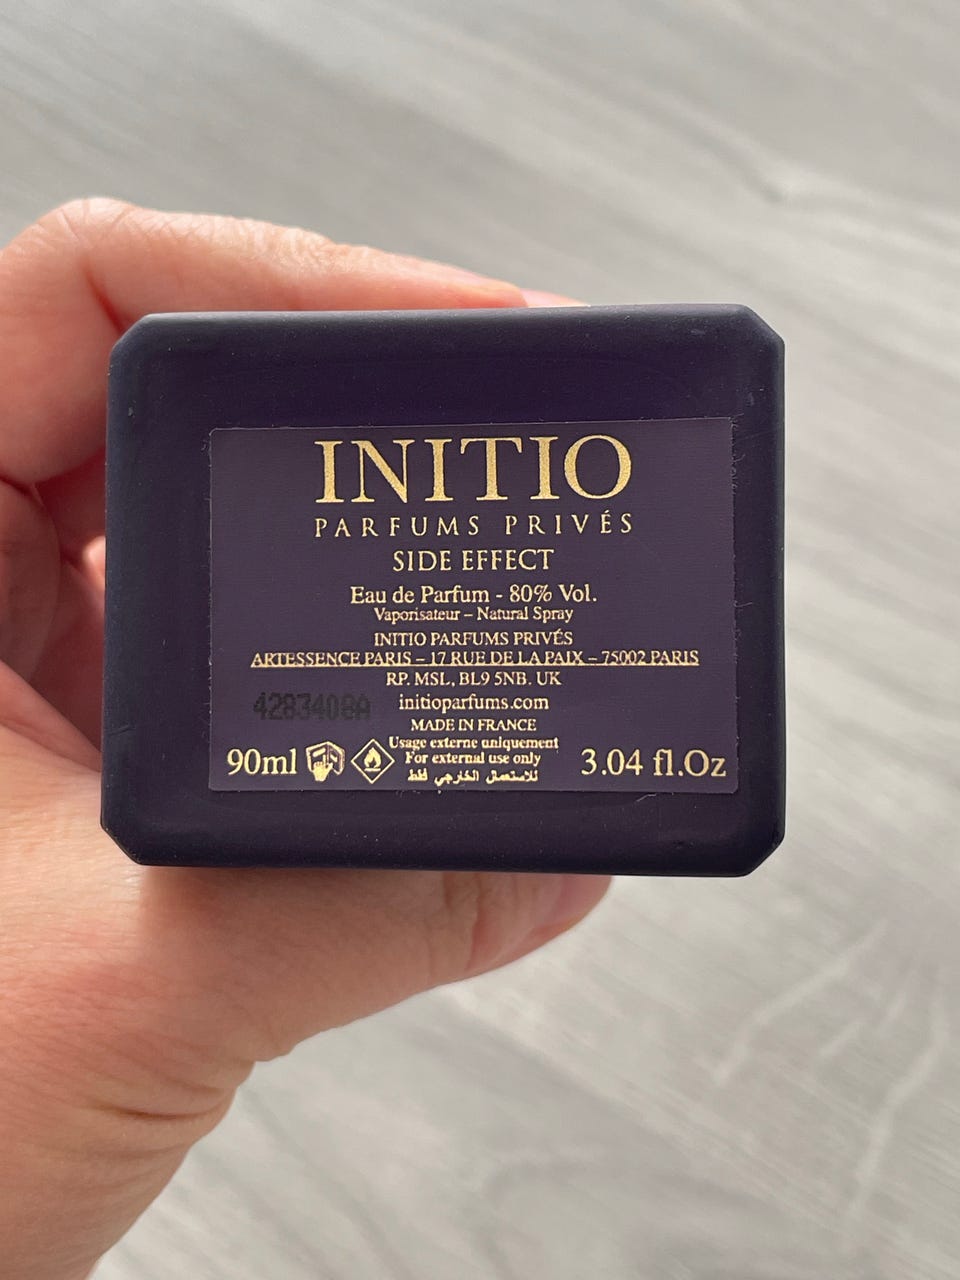 INITIO
PARFUMS PRIVÉS
SIDE EFFECT
Eau de Parfum - 80% Vol.
Vaporisateur – Natural Spray
INITIO PARFUMS PRIVÉS
ARTESSENCE PARIS – 17 RUE DE LA PAIX – 75002 PARIS
RP. MSL, BL9 5NB. UK
4283408A
initioparfums.com
MADE IN FRANCE
Usage externe uniquement
For external use only
للاستعمال الخارجي فقط
90ml
3.04 fl.Oz